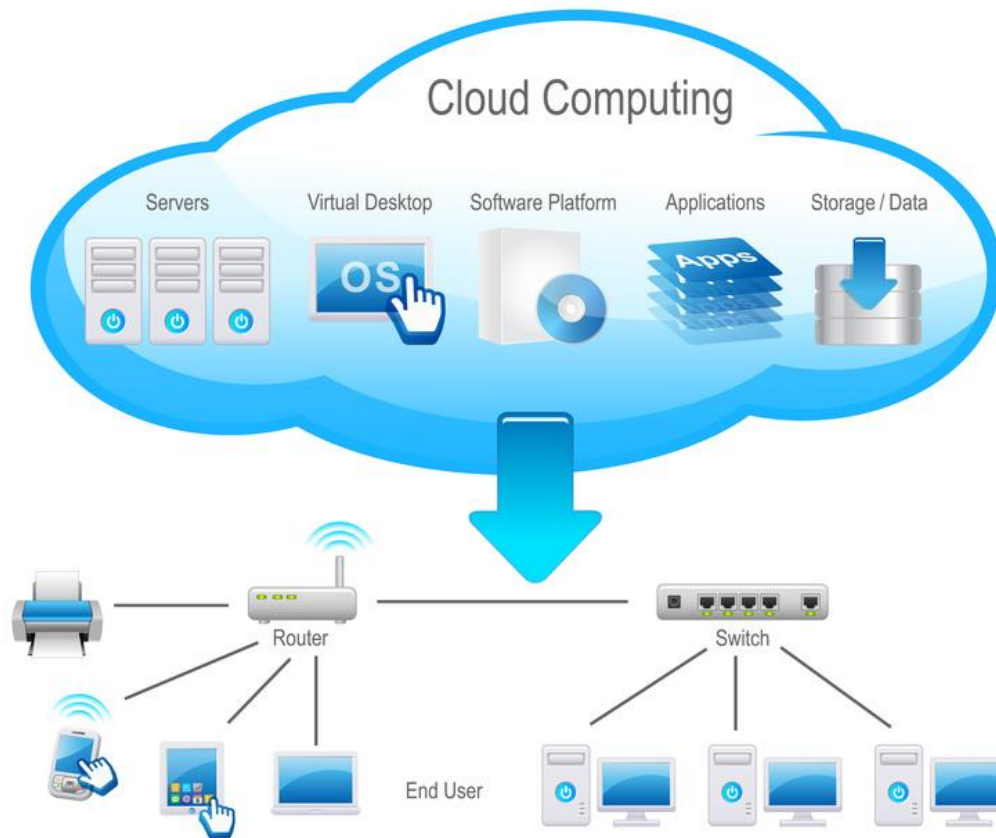 Cloud Computing
Servers
Virtual Desktop
Software Platform
Applications
Storage / Data
OS
Apps
Router
Switch
End User